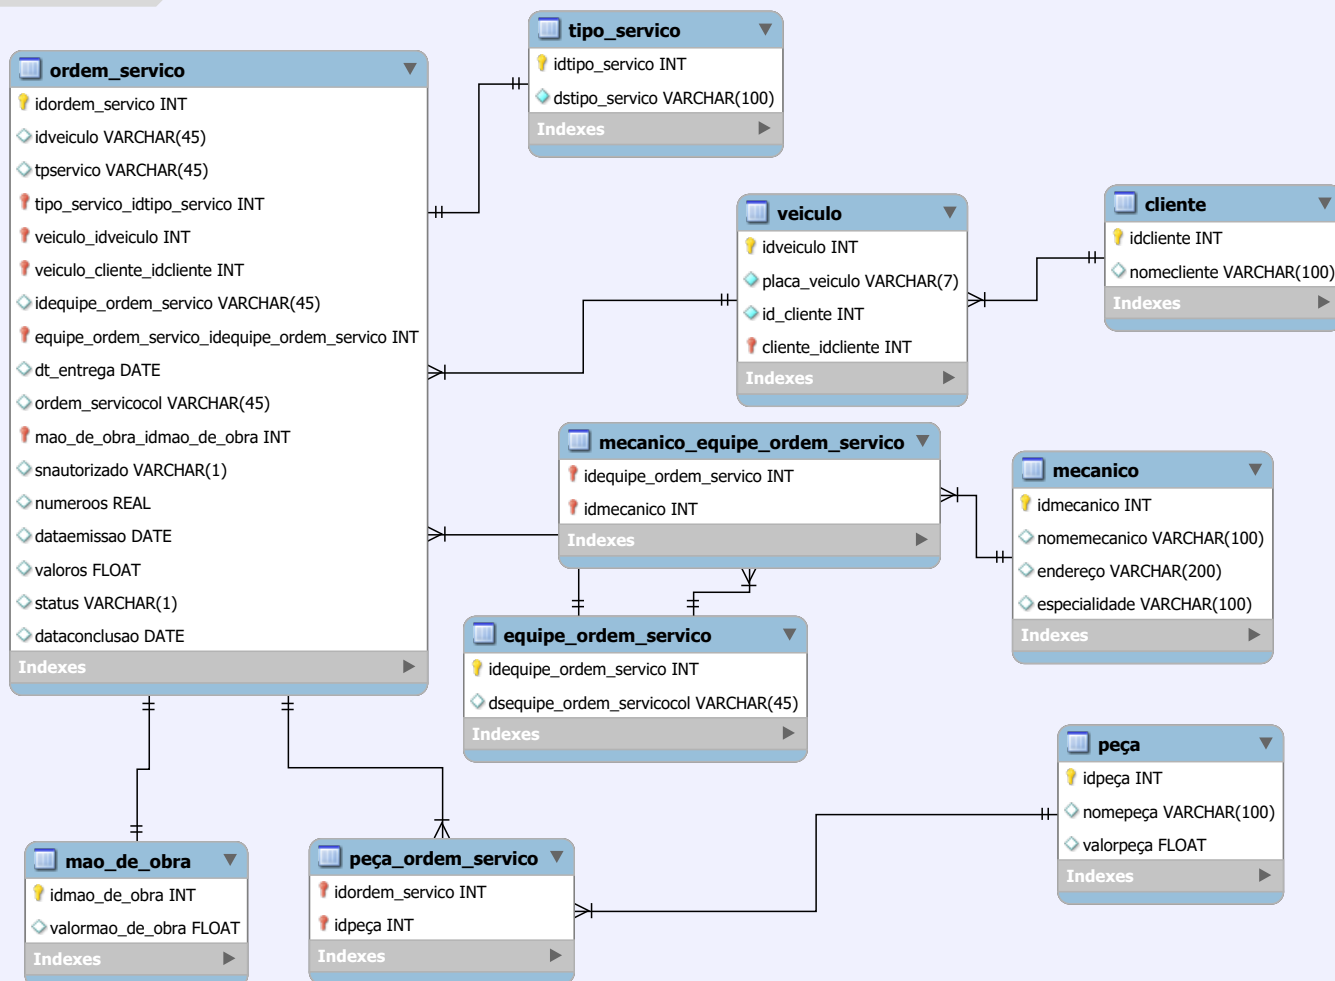 ordem_servico
idordem_servico INT
idveiculo VARCHAR(45)
tpservico VARCHAR(45)
tipo_servico_idtipo_servico INT
veiculo_idveiculo INT
veiculo_cliente_idcliente INT
idequipe_ordem_servico VARCHAR(45)
equipe_ordem_servico_idequipe_ordem_servico INT
dt_entrega DATE
ordem_servicocol VARCHAR(45)
mao_de_obra_idmao_de_obra INT
snautorizado VARCHAR(1)
numeroos REAL
dataemissao DATE
valoros FLOAT
status VARCHAR(1)
dataconclusao DATE
Indexes
tipo_servico
idtipo_servico INT
dstipo_servico VARCHAR(100)
Indexes
veiculo
idveiculo INT
placa_veiculo VARCHAR(7)
id_cliente INT
cliente_idcliente INT
Indexes
cliente
idcliente INT
nomecliente VARCHAR(100)
Indexes
mecanico_equipe_ordem_servico
idequipe_ordem_servico INT
idmecanico INT
Indexes
mecanico
idmecanico INT
nomemecanico VARCHAR(100)
endereço VARCHAR(200)
especialidade VARCHAR(100)
Indexes
equipe_ordem_servico
idequipe_ordem_servico INT
dsequipe_ordem_servicocol VARCHAR(45)
Indexes
peça
idpeça INT
nomepeça VARCHAR(100)
valorpeça FLOAT
Indexes
mao_de_obra
idmao_de_obra INT
valormao_de_obra FLOAT
Indexes
peça_ordem_servico
idordem_servico INT
idpeça INT
Indexes